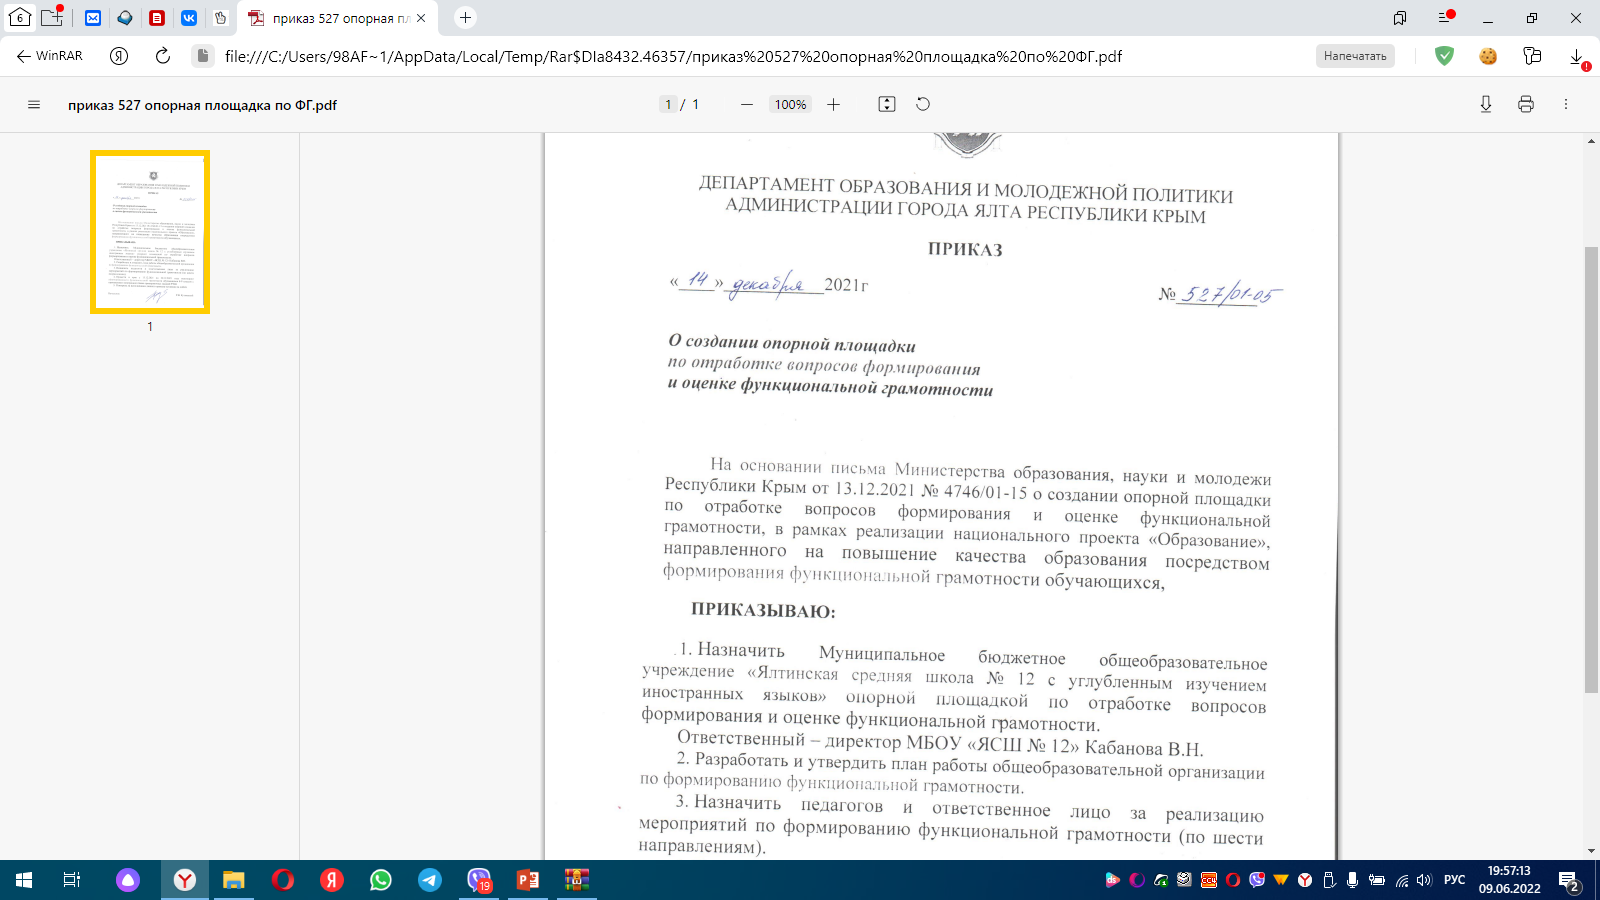 6
приказ 527 опорная пл
WinRAR
file:///C:/Users/98AF~1/AppData/Local/Temp/Rar$DIa8432.46357/приказ%20527%20опорная%20площадка%20по%20ФГ.pdf
Напечатать
приказ 527 опорная площадка по ФГ.pdf
1 / 1
100%
1
ДЕПАРТАМЕНТ ОБРАЗОВАНИЯ И МОЛОДЕЖНОЙ ПОЛИТИКИ
АДМИНИСТРАЦИИ ГОРОДА ЯЛТА РЕСПУБЛИКИ КРЫМ
ПРИКАЗ
«14» декабря 2021г
№ 527/01-05
О создании опорной площадки
по отработке вопросов формирования
и оценке функциональной грамотности
На основании письма Министерства образования, науки и молодежи
Республики Крым от 13.12.2021 № 4746/01-15 о создании опорной площадки
по отработке вопросов формирования и оценке функциональной
грамотности, в рамках реализации национального проекта «Образование»,
направленного на повышение качества образования посредством
формирования функциональной грамотности обучающихся,
ПРИКАЗЫВАЮ:
1. Назначить Муниципальное бюджетное общеобразовательное
учреждение «Ялтинская средняя школа № 12 с углубленным изучением
иностранных языков» опорной площадкой по отработке вопросов
формирования и оценке функциональной грамотности.
Ответственный – директор МБОУ «ЯСШ № 12» Кабанова В.Н.
2. Разработать и утвердить план работы общеобразовательной организации
по формированию функциональной грамотности.
3. Назначить педагогов и ответственное лицо за реализацию
мероприятий по формированию функциональной грамотности (по шести
направлениям).
19
РУС
19:57:13
09.06.2022
2